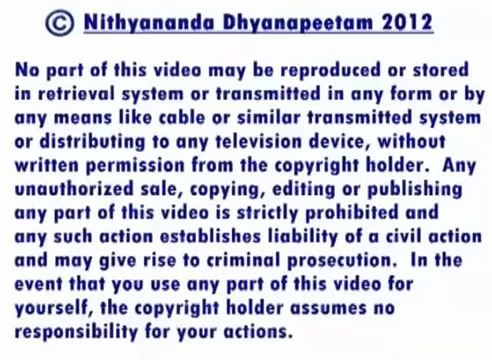 © Nithyananda Dhyanapeetam 2012
No part of this video may be reproduced or stored
in retrieval system or transmitted in any form or by
any means like cable or similar transmitted system
or distributing to any television device, without
written permission from the copyright holder. Any
unauthorized sale, copying, editing or publishing
any part of this video is strictly prohibited and
any such action establishes liability of a civil action
and may give rise to criminal prosecution. In the
event that you use any part of this video for
yourself, the copyright holder assumes no
responsibility for your actions.